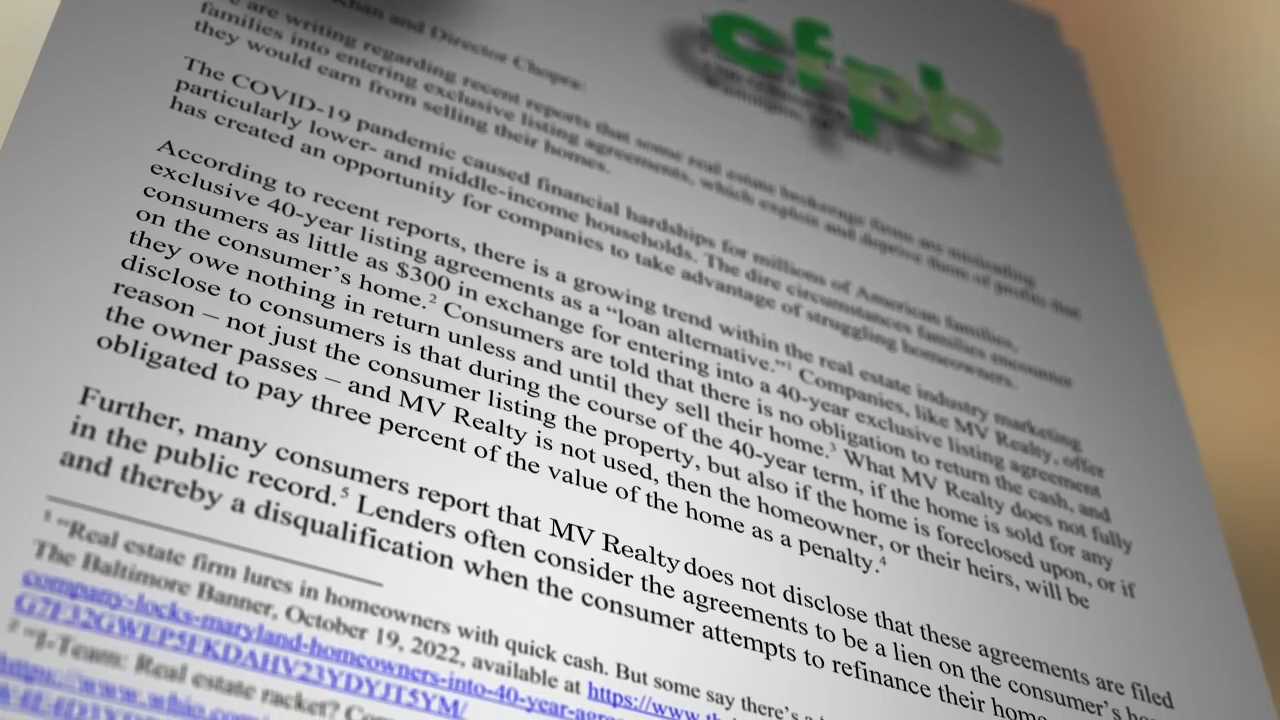 cfpb
Khan and Director Chopra:
are writing regarding recent reports that some real estate brokerage firms are misleading
families into entering exclusive listing agreements, which exploit and deprive them of profits that
they would earn from selling their homes.
The COVID-19 pandemic caused financial hardships for millions of American families,
particularly lower- and middle-income households. The dire circumstances families encounter
has created an opportunity for companies to take advantage of struggling homeowners.
According to recent reports, there is a growing trend within the real estate industry marketing
exclusive 40-year listing agreements as a “loan alternative.”1 Companies, like MV Realty, offer
consumers as little as $300 in exchange for entering into a 40-year exclusive listing agreement
on the consumer’s home.2 Consumers are told that there is no obligation to return the cash, and
they owe nothing in return unless and until they sell their home.3 What MV Realty does not fully
disclose to consumers is that during the course of the 40-year term, if the home is sold for any
reason – not just the consumer listing the property, but also if the home is foreclosed upon, or if
the owner passes – and MV Realty is not used, then the homeowner, or their heirs, will be
obligated to pay three percent of the value of the home as a penalty.4
Further, many consumers report that MV Realty does not disclose that these agreements are filed
in the public record.5 Lenders often consider the agreements to be a lien on the consumer’s
and thereby a disqualification when the consumer attempts to refinance their
1 “Real estate firm lures in homeowners with quick cash. But some say there’s a
The Baltimore Banner, October 19, 2022, available at https://www.
company-locks-maryland-homeowners-into-40-year-
G7F32GWEP5FKDAHV23YDYJT5YM/
2 “I-Team: Real estate racket?